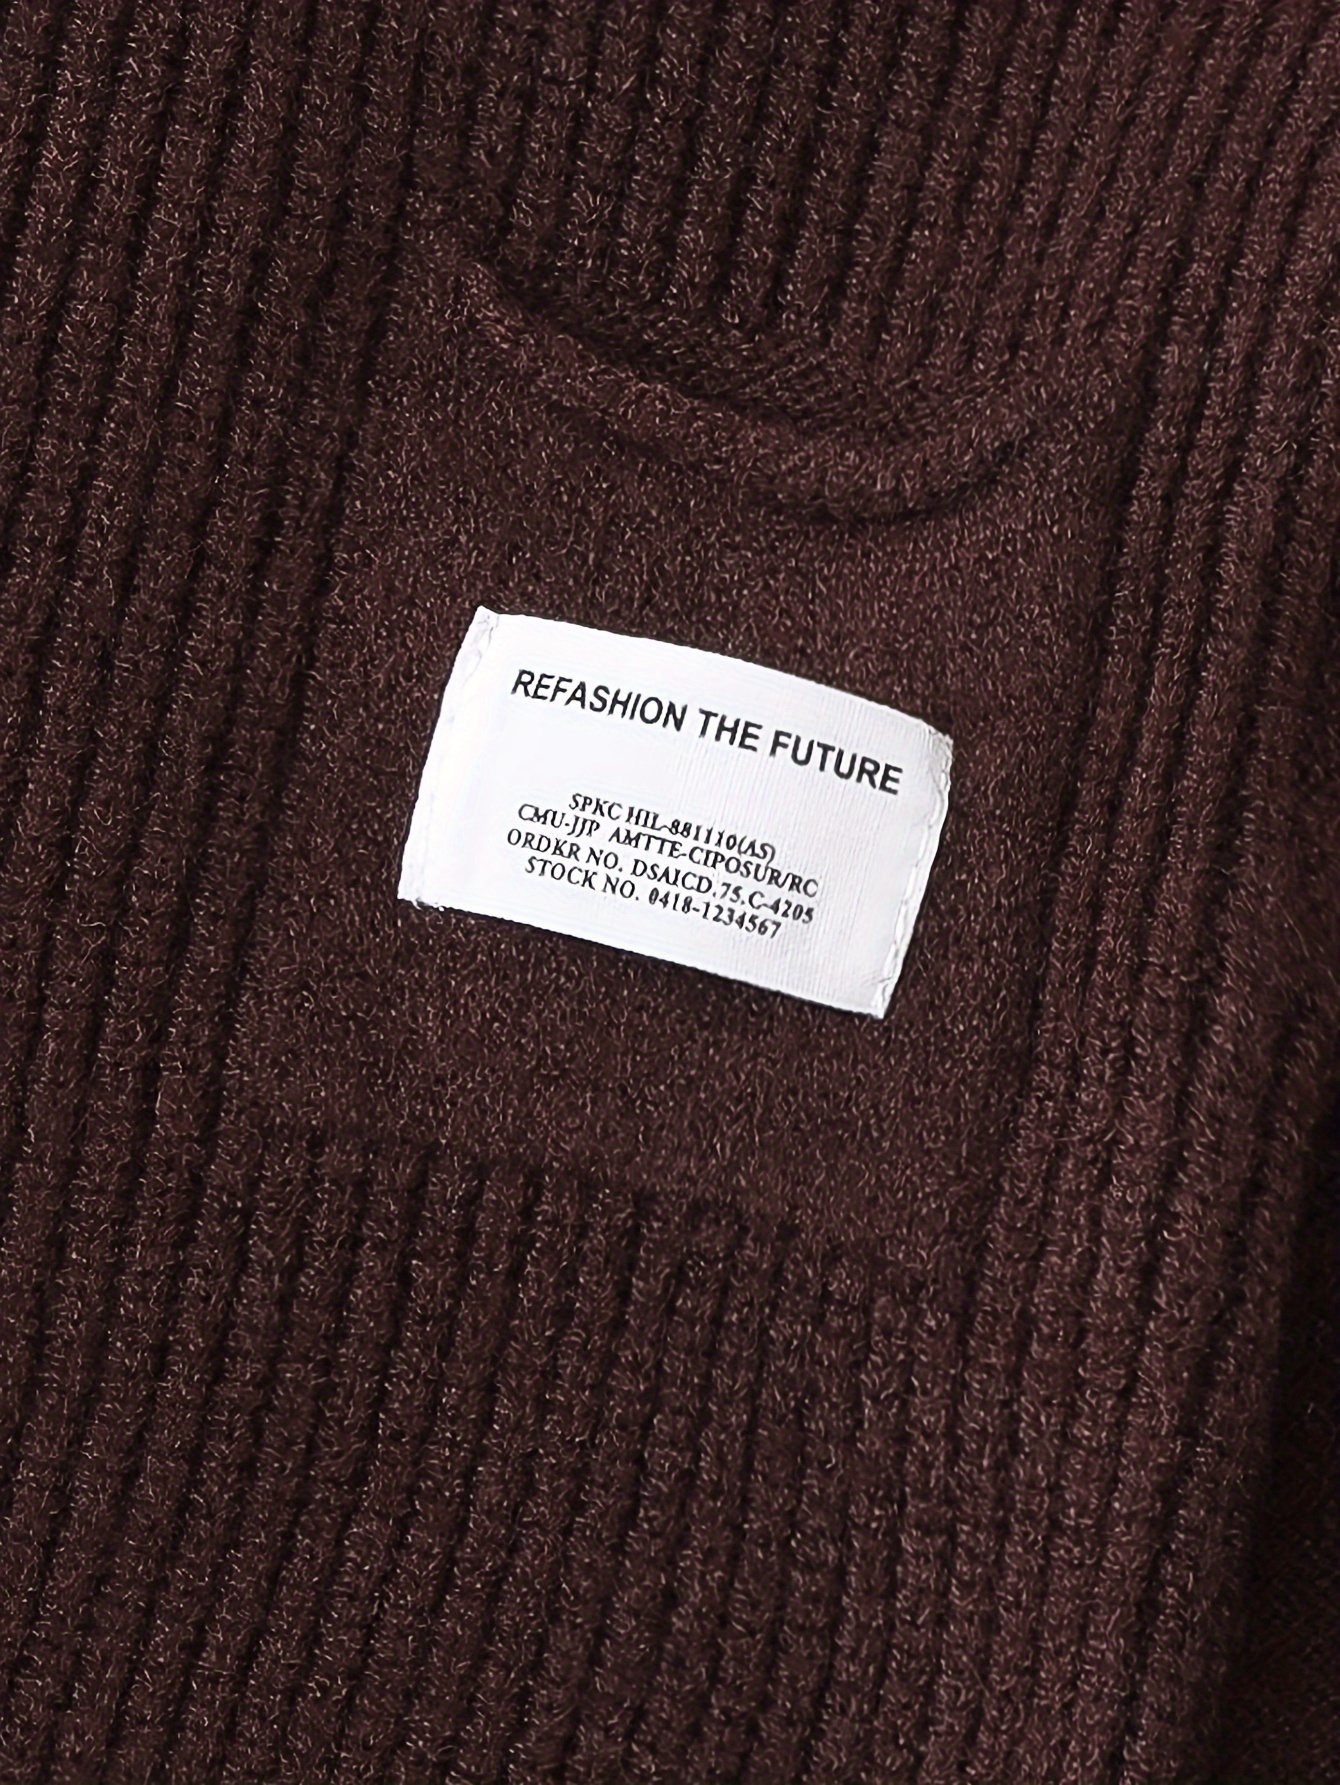 REFASHION THE FUTURE
SPKC HIL-881110(AS)
CMU-JJP AMTTE-CIPOSUR/RC
ORDKR NO. DSAICD.75.C-4205
STOCK NO. 0418-1234567